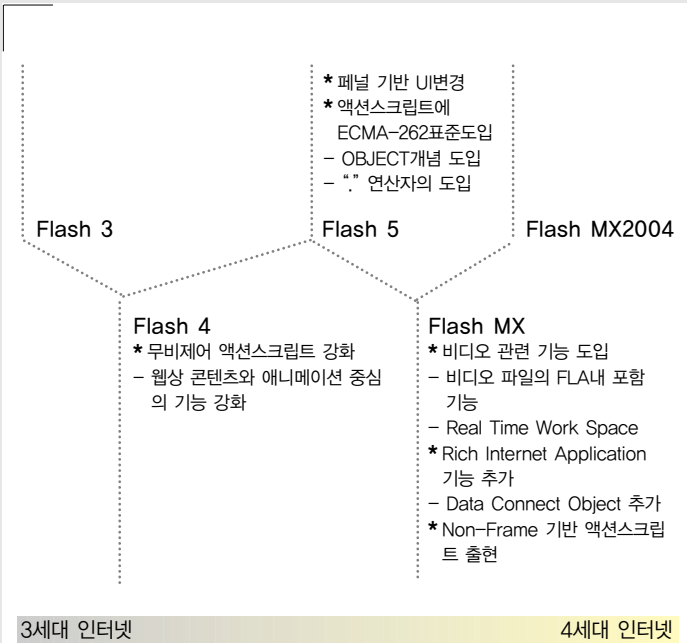 * 페널 기반 UI변경
* 액션스크립트에
ECMA-262표준도입
- OBJECT개념 도입
- “.” 연산자의 도입
Flash 3
Flash 5
Flash MX2004
Flash 4
* 무비제어 액션스크립트 강화
- 웹상 콘텐츠와 애니메이션 중심
의 기능 강화
Flash MX
* 비디오 관련 기능 도입
- 비디오 파일의 FLA내 포함
기능
- Real Time Work Space
* Rich Internet Application
기능 추가
- Data Connect Object 추가
* Non-Frame 기반 액션스크립
트 출현
3세대 인터넷
4세대 인터넷